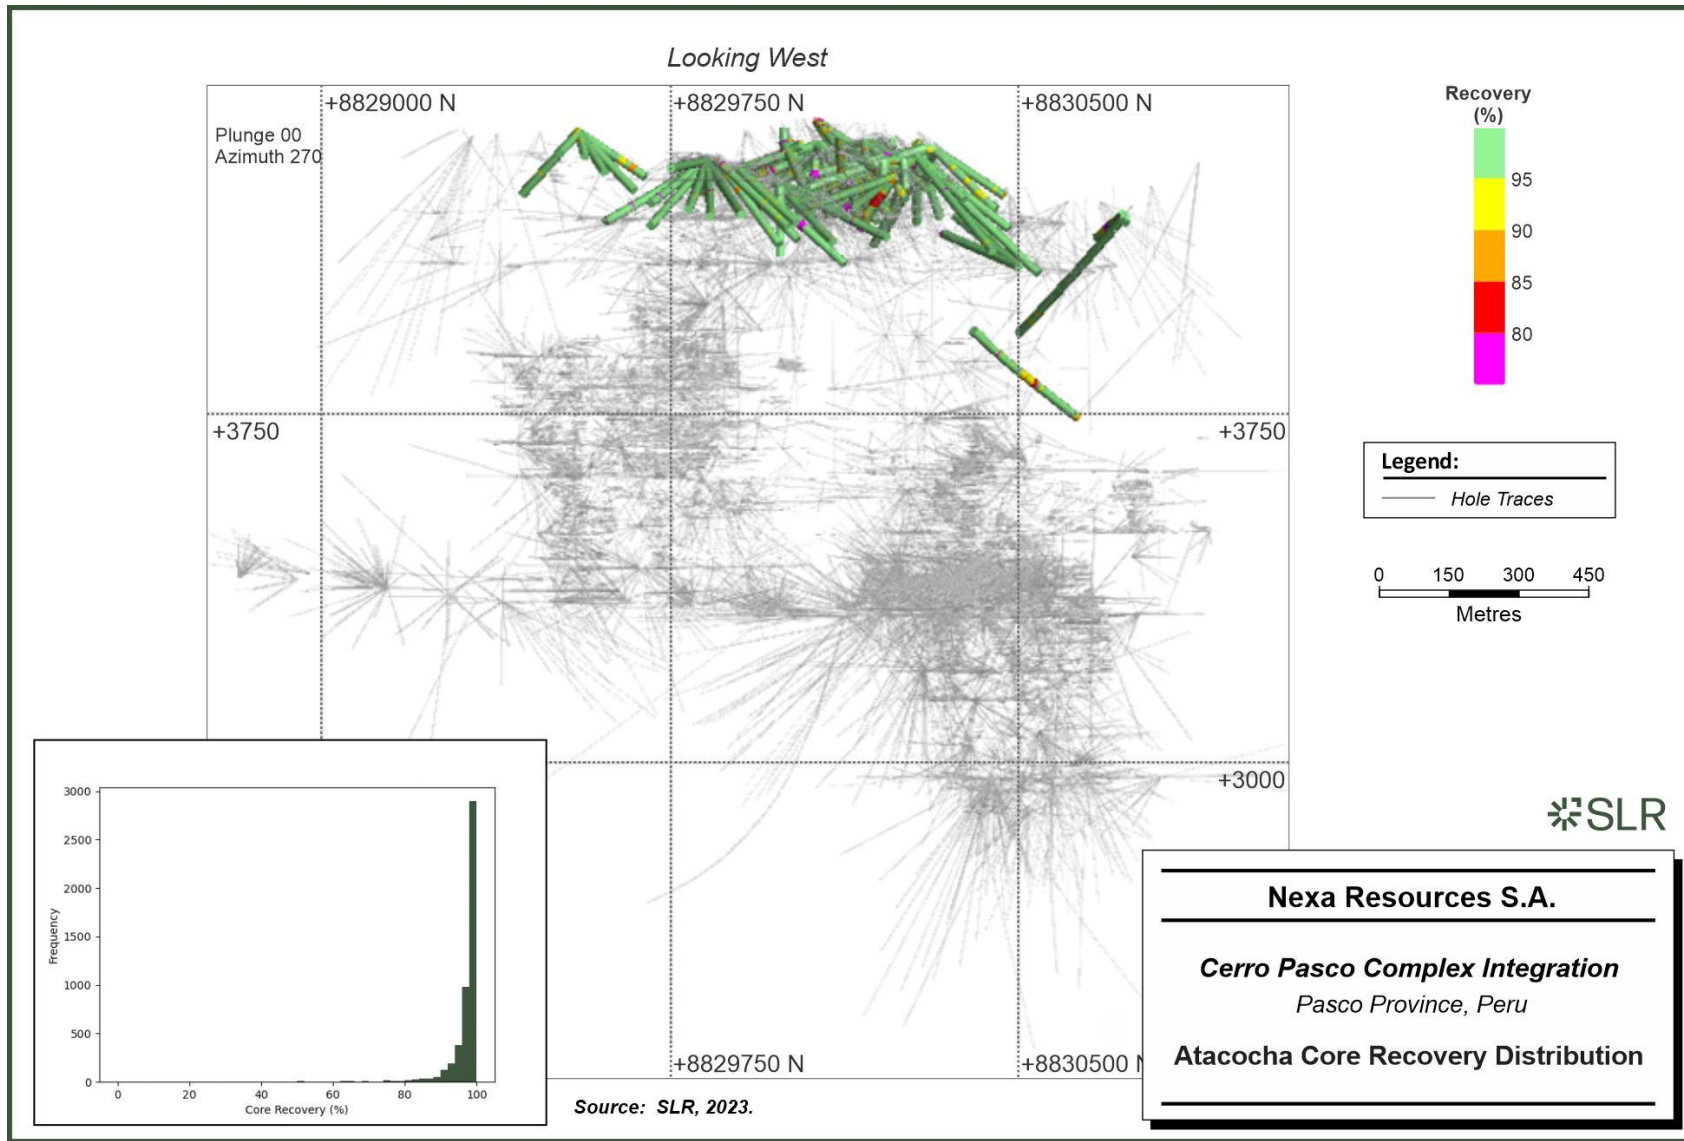 Looking West
+8829000 N
+8829750 N
+8830500 N
Plunge 00
Azimuth 270
+3750
+3750
+3000
+8829750 N
+8830500 N
Recovery
(%)
95
90
85
80
Legend:
Hole Traces
0 150 300 450
Metres
3000
2500
2000
1500
1000
500
0
Frequency
0 20 40 60 80 100
Core Recovery (%)
Source: SLR, 2023.
SLR
Nexa Resources S.A.
Cerro Pasco Complex Integration
Pasco Province, Peru
Atacocha Core Recovery Distribution